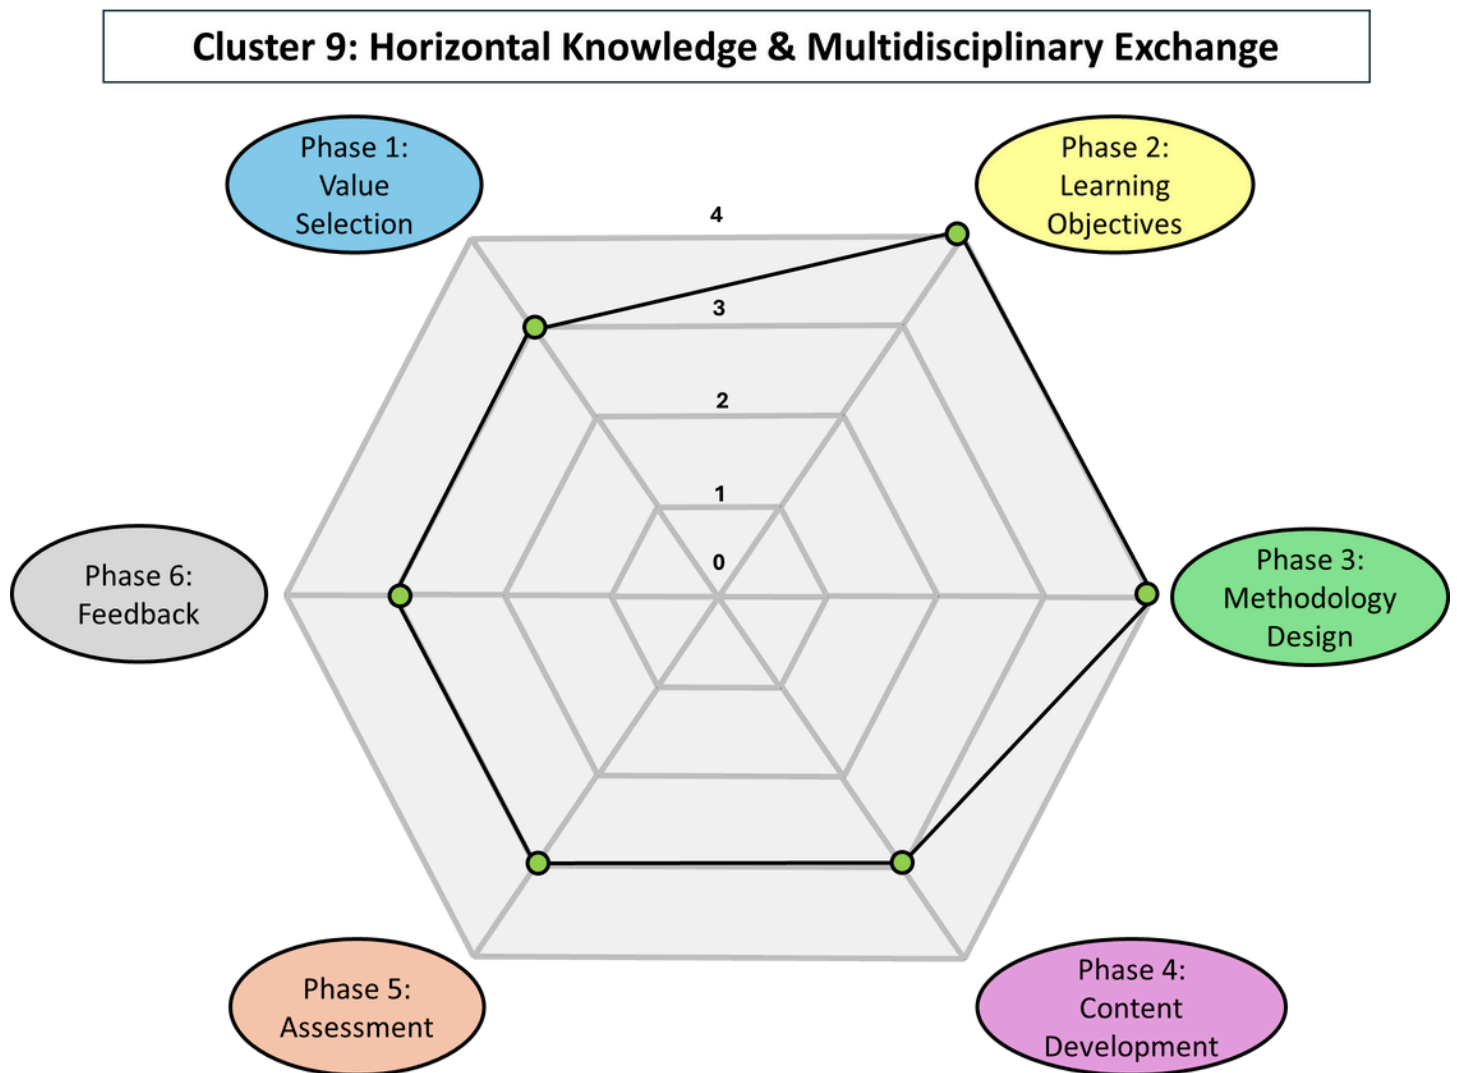 Cluster 9: Horizontal Knowledge & Multidisciplinary Exchange
Phase 1:
Value
Selection
Phase 2:
Learning
Objectives
4
3
2
1
0
Phase 6:
Feedback
Phase 3:
Methodology
Design
Phase 5:
Assessment
Phase 4:
Content
Development